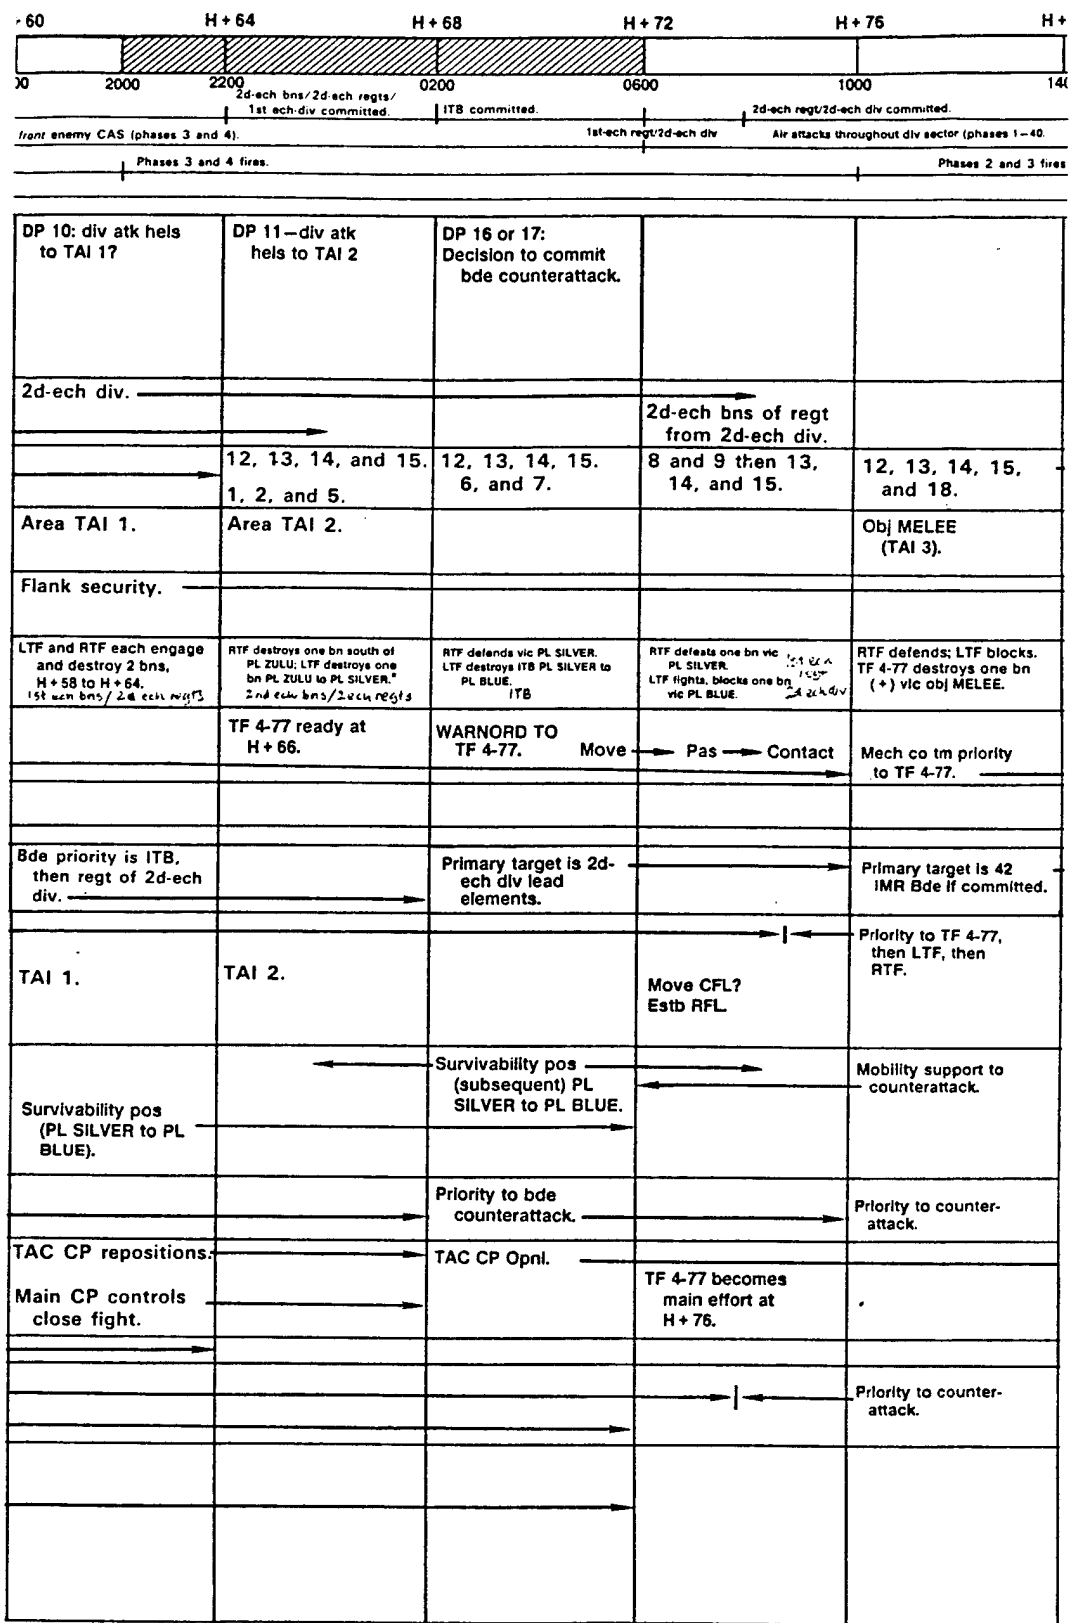 60 H + 64 H + 68 H + 72 H + 76 H +
00 2000 2200 0200 0600 1000 140
2d-ech bns/2d-ech regts/
1st ech-div committed.
ITB committed.
2d-ech regt/2d-ech div committed.
front enemy CAS (phases 3 and 4).
1st-ech regt/2d-ech div
Air attacks throughout div sector (phases 1–40.
Phases 3 and 4 fires.
Phases 2 and 3 fires
DP 10: div atk hels
to TAI 1?
DP 11—div atk
hels to TAI 2
DP 16 or 17:
Decision to commit
bde counterattack.
2d-ech div.
2d-ech bns of regt
from 2d-ech div.
12, 13, 14, and 15.
1, 2, and 5.
12, 13, 14, 15.
6, and 7.
8 and 9 then 13,
14, and 15.
12, 13, 14, 15,
and 18.
Area TAI 1.
Area TAI 2.
Obj MELEE
(TAI 3).
Flank security.
LTF and RTF each engage
and destroy 2 bns,
H + 58 to H + 64.
1st ech bns/2d ech regts
RTF destroys one bn south of
PL ZULU; LTF destroys one
bn PL ZULU to PL SILVER.*
2nd ech bns/2ech regts
RTF defends vic PL SILVER.
LTF destroys ITB PL SILVER to
PL BLUE.
ITB
RTF defeats one bn vic
PL SILVER.
LTF fights, blocks one bn
vic PL BLUE.
1st ech
regt
2d ech div
RTF defends; LTF blocks.
TF 4-77 destroys one bn
(+) vic obj MELEE.
TF 4-77 ready at
H + 66.
WARNORD TO
TF 4-77.
Move Pas Contact
Mech co tm priority
to TF 4-77.
Bde priority is ITB,
then regt of 2d-ech
div.
Primary target is 2d-
ech div lead
elements.
Primary target is 42
IMR Bde if committed.
Priority to TF 4-77,
then LTF, then
RTF.
TAI 1.
TAI 2.
Move CFL?
Estb RFL.
Survivability pos
(subsequent) PL
SILVER to PL BLUE.
Mobility support to
counterattack.
Survivability pos
(PL SILVER to PL
BLUE).
Priority to bde
counterattack.
Priority to counter-
attack.
TAC CP repositions.
TAC CP Opnl.
Main CP controls
close fight.
TF 4-77 becomes
main effort at
H + 76.
Priority to counter-
attack.